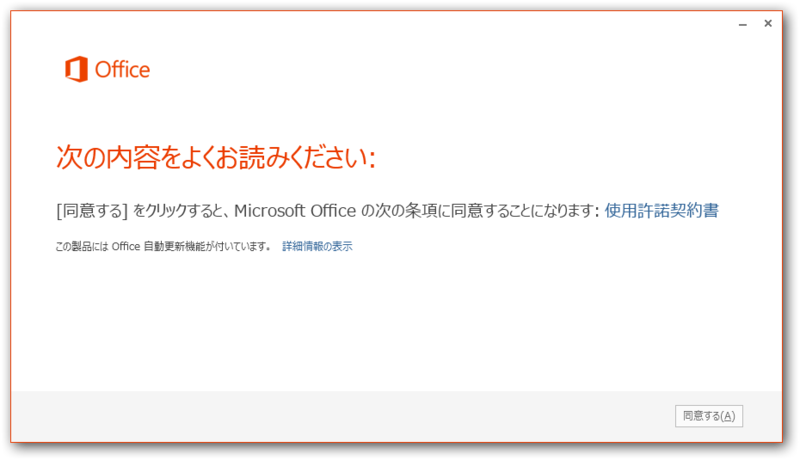 Office
次の内容をよくお読みください:
[同意する] をクリックすると、Microsoft Office の次の条項に同意することになります: 使用許諾契約書
この製品には Office 自動更新機能が付いています。 詳細情報の表示
同意する(A)